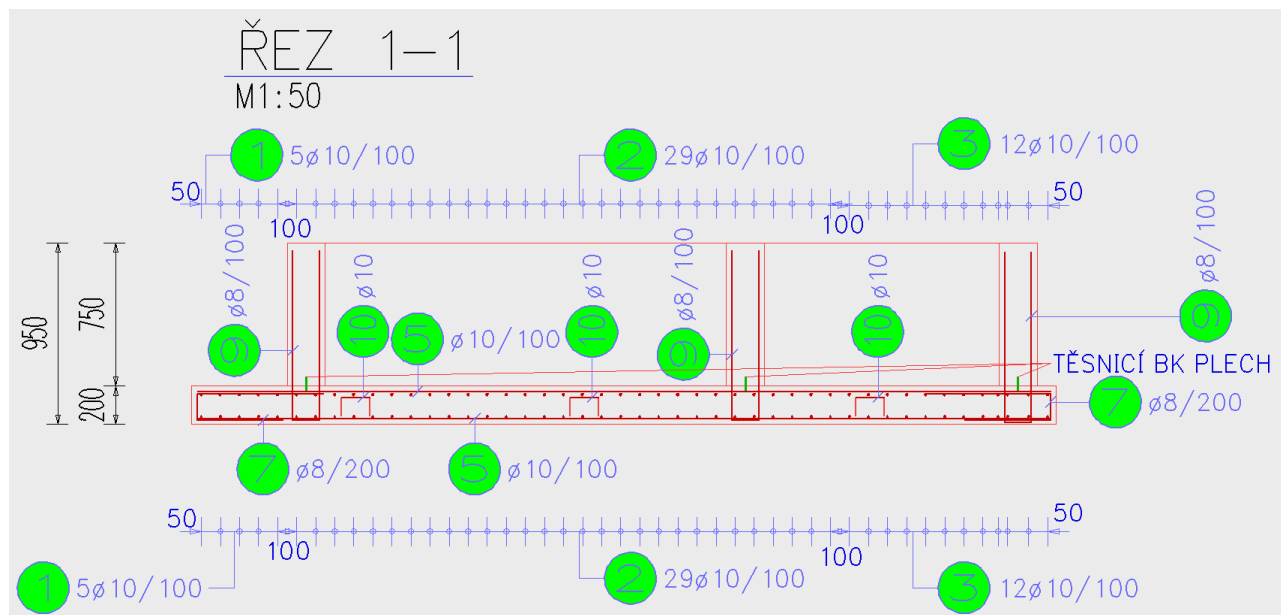 ŘEZ 1-1
M1:50
1 5ø10/100
2 29ø10/100
3 12ø10/100
50
50
100
100
950
750
200
9 ø8/100
10 ø10
5 ø10/100
10 ø10
9 ø8/100
10 ø10
9 ø8/100
TĚSNICÍ BK PLECH
7 ø8/200
7 ø8/200
5 ø10/100
50
50
100
100
1 5ø10/100
2 29ø10/100
3 12ø10/100